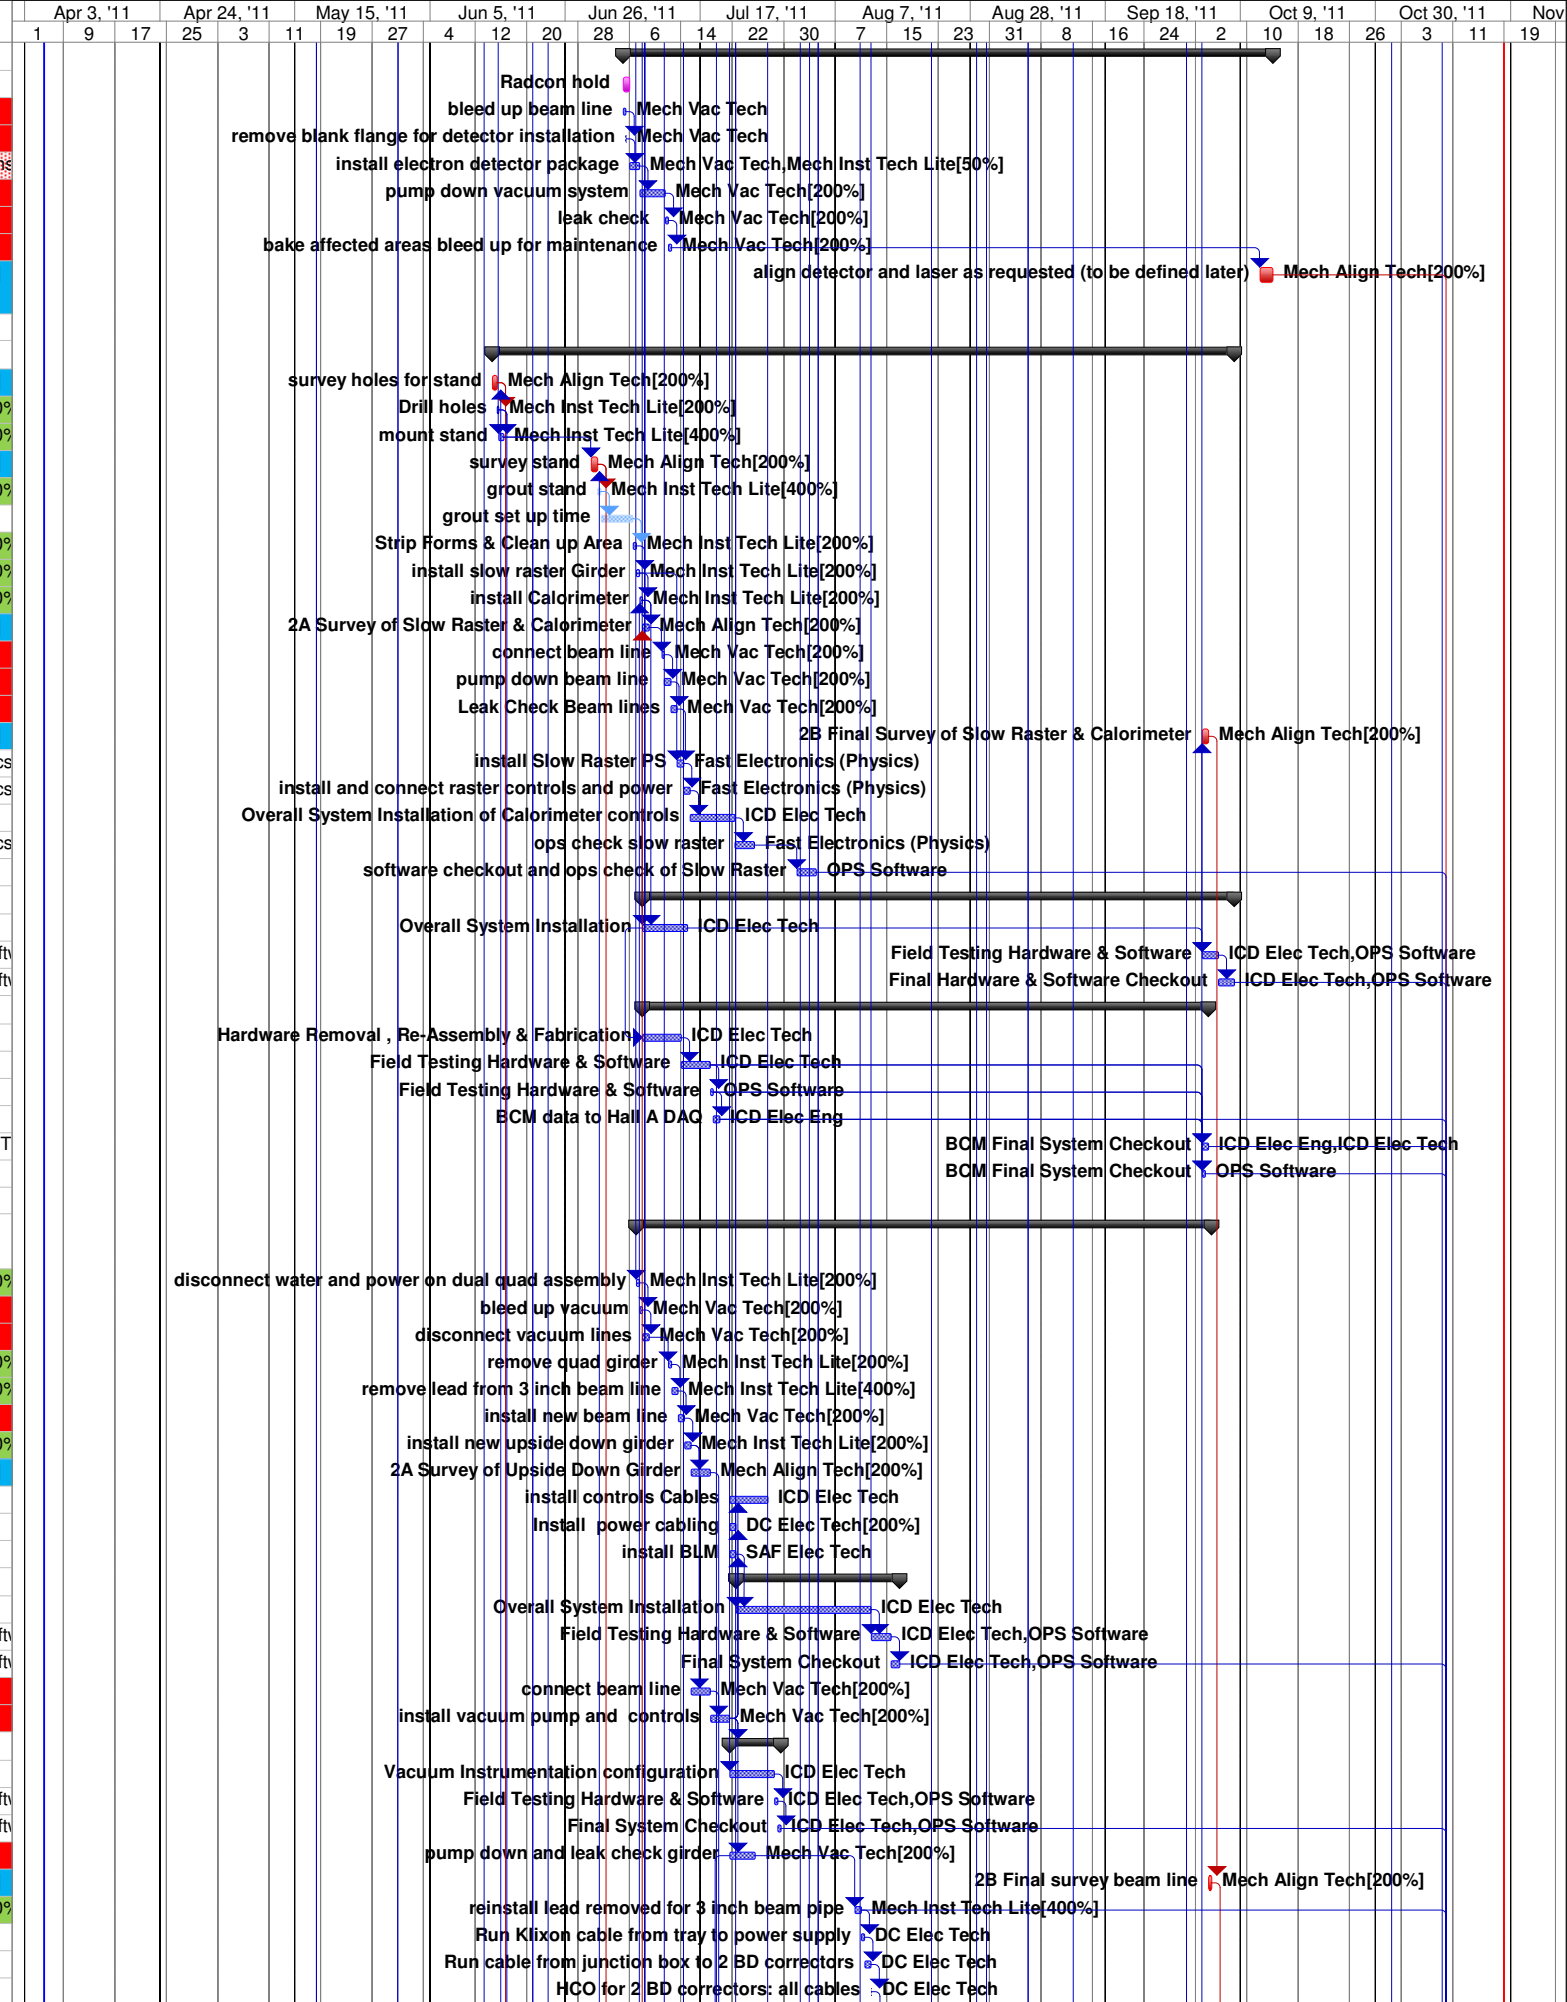 Apr 3, '11 Apr 24, '11 May 15, '11 Jun 5, '11 Jun 26, '11 Jul 17, '11 Aug 7, '11 Aug 28, '11 Sep 18, '11 Oct 9, '11 Oct 30, '11 Nov
1 9 17 25 3 11 19 27 4 12 20 28 6 14 22 30 7 15 23 31 8 16 24 2 10 18 26 3 11 19
Radcon hold
bleed up beam line Mech Vac Tech
remove blank flange for detector installation Mech Vac Tech
install electron detector package Mech Vac Tech,Mech Inst Tech Lite[50%]
pump down vacuum system Mech Vac Tech[200%]
leak check Mech Vac Tech[200%]
bake affected areas bleed up for maintenance Mech Vac Tech[200%]
align detector and laser as requested (to be defined later) Mech Align Tech[200%]
survey holes for stand Mech Align Tech[200%]
Drill holes Mech Inst Tech Lite[200%]
mount stand Mech Inst Tech Lite[400%]
survey stand Mech Align Tech[200%]
grout stand Mech Inst Tech Lite[400%]
grout set up time
Strip Forms & Clean up Area Mech Inst Tech Lite[200%]
install slow raster Girder Mech Inst Tech Lite[200%]
install Calorimeter Mech Inst Tech Lite[200%]
2A Survey of Slow Raster & Calorimeter Mech Align Tech[200%]
connect beam line Mech Vac Tech[200%]
pump down beam line Mech Vac Tech[200%]
Leak Check Beam lines Mech Vac Tech[200%]
2B Final Survey of Slow Raster & Calorimeter Mech Align Tech[200%]
cs install Slow Raster PS Fast Electronics (Physics)
cs install and connect raster controls and power Fast Electronics (Physics)
Overall System Installation of Calorimeter controls ICD Elec Tech
cs ops check slow raster Fast Electronics (Physics)
software checkout and ops check of Slow Raster OPS Software
Overall System Installation ICD Elec Tech
Field Testing Hardware & Software ICD Elec Tech,OPS Software
Final Hardware & Software Checkout ICD Elec Tech,OPS Software
Hardware Removal , Re-Assembly & Fabrication ICD Elec Tech
Field Testing Hardware & Software ICD Elec Tech
Field Testing Hardware & Software OPS Software
BCM data to Hall A DAQ ICD Elec Eng
T BCM Final System Checkout ICD Elec Eng,ICD Elec Tech
BCM Final System Checkout OPS Software
disconnect water and power on dual quad assembly Mech Inst Tech Lite[200%]
bleed up vacuum Mech Vac Tech[200%]
disconnect vacuum lines Mech Vac Tech[200%]
remove quad girder Mech Inst Tech Lite[200%]
remove lead from 3 inch beam line Mech Inst Tech Lite[400%]
install new beam line Mech Vac Tech[200%]
install new upside down girder Mech Inst Tech Lite[200%]
2A Survey of Upside Down Girder Mech Align Tech[200%]
install controls Cables ICD Elec Tech
Install power cabling DC Elec Tech[200%]
install BLM SAF Elec Tech
Overall System Installation ICD Elec Tech
Field Testing Hardware & Software ICD Elec Tech,OPS Software
Final System Checkout ICD Elec Tech,OPS Software
connect beam line Mech Vac Tech[200%]
install vacuum pump and controls Mech Vac Tech[200%]
Vacuum Instrumentation configuration ICD Elec Tech
Field Testing Hardware & Software ICD Elec Tech,OPS Software
Final System Checkout ICD Elec Tech,OPS Software
pump down and leak check girder Mech Vac Tech[200%]
2B Final survey beam line Mech Align Tech[200%]
reinstall lead removed for 3 inch beam pipe Mech Inst Tech Lite[400%]
Run Klixon cable from tray to power supply DC Elec Tech
Run cable from junction box to 2 BD correctors DC Elec Tech
HCO for 2 BD correctors: all cables DC Elec Tech